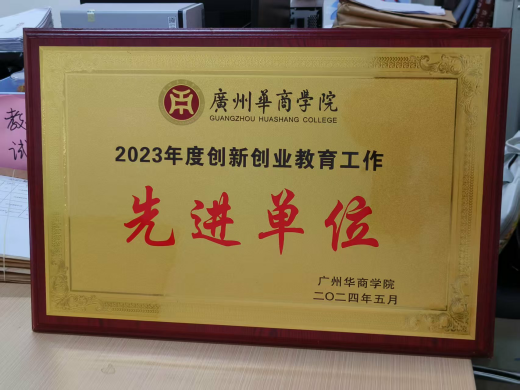 廣州華商學院
GUANGZHOU HUASHANG COLLEGE
2023年度创新创业教育工作
先进单位
广州华商学院
二〇二四年五月
教
试